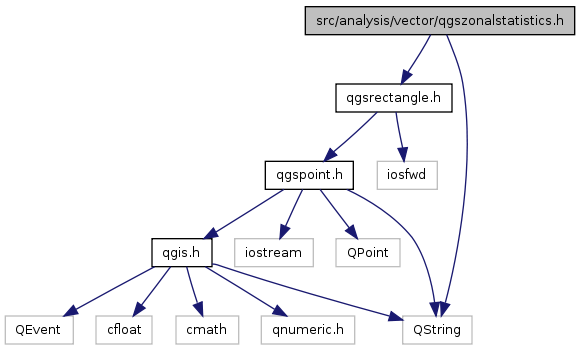 src/analysis/vector/qgszonalstatistics.h
qgsrectangle.h
qgspoint.h
iosfwd
qgis.h
iostream
QPoint
QEvent
cfloat
cmath
qnumeric.h
QString